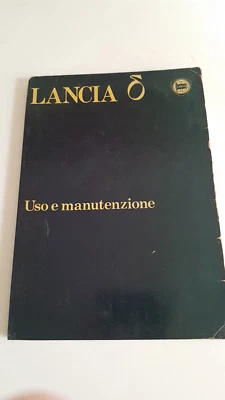 LANCIA δ
Uso e manutenzione